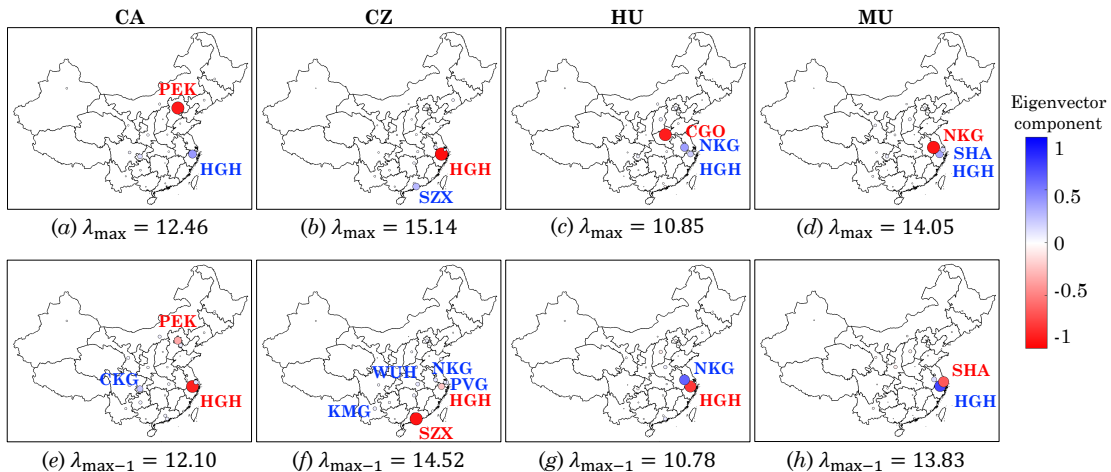 CA CZ HU MU
PEK
HGH
HGH
SZX
CGO
NKG
HGH
NKG
SHA
HGH
Eigenvector
component
1
0.5
0
-0.5
-1
(a) λmax = 12.46
(b) λmax = 15.14
(c) λmax = 10.85
(d) λmax = 14.05
PEK
CKG
HGH
WUH
NKG
PVG
HGH
KMG
SZX
NKG
HGH
SHA
HGH
(e) λmax−1 = 12.10
(f) λmax−1 = 14.52
(g) λmax−1 = 10.78
(h) λmax−1 = 13.83